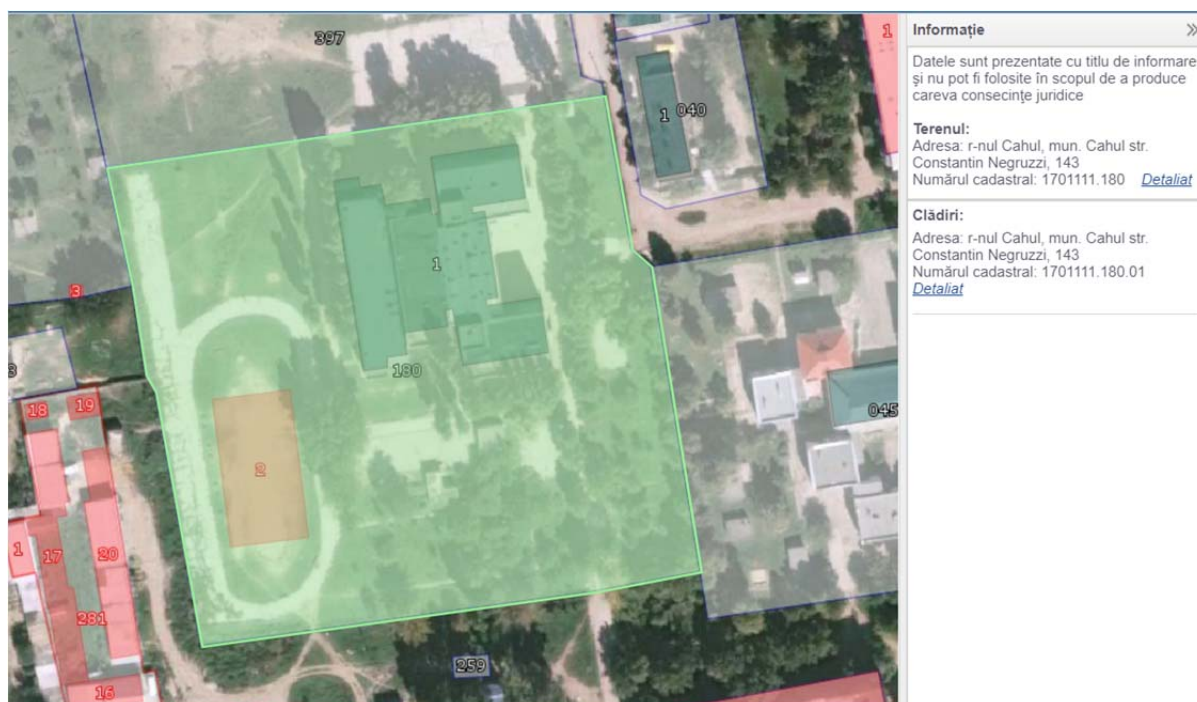 397
1
1 040
3
1
3
180
18
19
045
2
1
17
20
281
259
16
Informație
Datele sunt prezentate cu titlu de informare
și nu pot fi folosite în scopul de a produce
careva consecințe juridice
Terenul:
Adresa: r-nul Cahul, mun. Cahul str.
Constantin Negruzzi, 143
Numărul cadastral: 1701111.180 Detaliat
Clădiri:
Adresa: r-nul Cahul, mun. Cahul str.
Constantin Negruzzi, 143
Numărul cadastral: 1701111.180.01
Detaliat